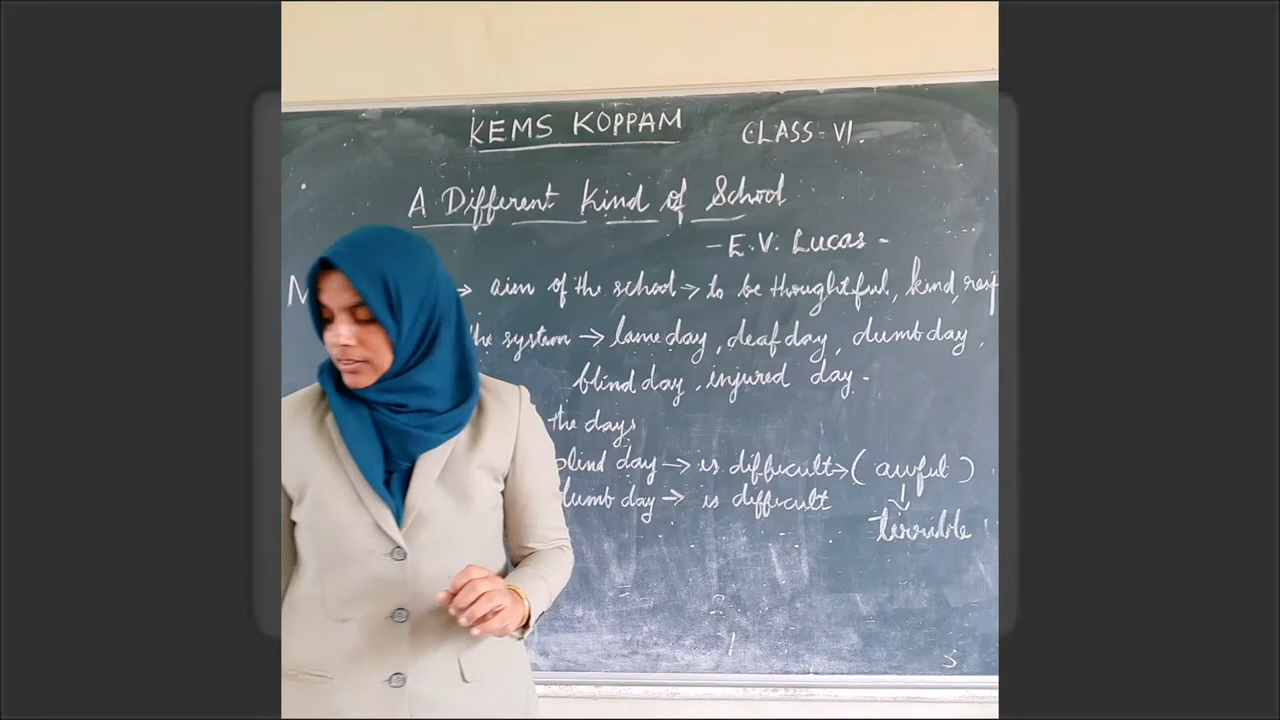 KEMS KOPPAM CLASS-VI.
A Different Kind of School
- E.V. Lucas -
→ aim of the school → to be thoughtful, kind,
the system → lame day, deaf day, dumb day,
blind day, injured day.
the days
blind day → is difficult → ( awful )
dumb day → is difficult
terrible